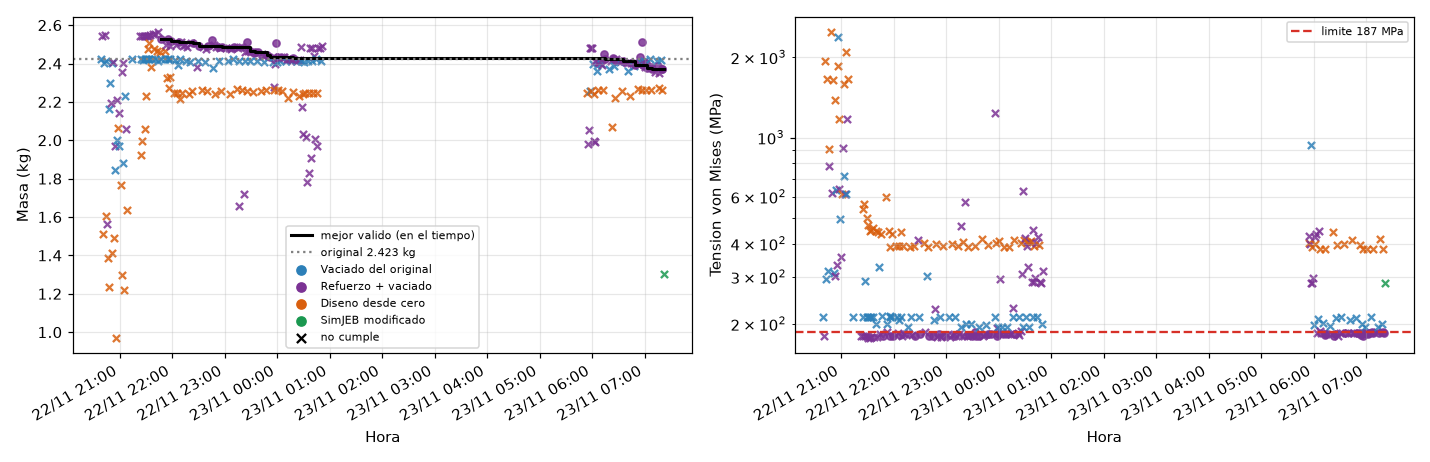 2.6
2.4
2.2
2.0
1.8
1.6
1.4
1.2
1.0
Masa (kg)
mejor valido (en el tiempo)
original 2.423 kg
Vaciado del original
Refuerzo + vaciado
Diseno desde cero
SimJEB modificado
no cumple
22/11 21:00
22/11 22:00
22/11 23:00
23/11 00:00
23/11 01:00
23/11 02:00
23/11 03:00
23/11 04:00
23/11 05:00
23/11 06:00
23/11 07:00
Hora
limite 187 MPa
2 × 10³
10³
6 × 10²
4 × 10²
3 × 10²
2 × 10²
Tension von Mises (MPa)
22/11 21:00
22/11 22:00
22/11 23:00
23/11 00:00
23/11 01:00
23/11 02:00
23/11 03:00
23/11 04:00
23/11 05:00
23/11 06:00
23/11 07:00
Hora